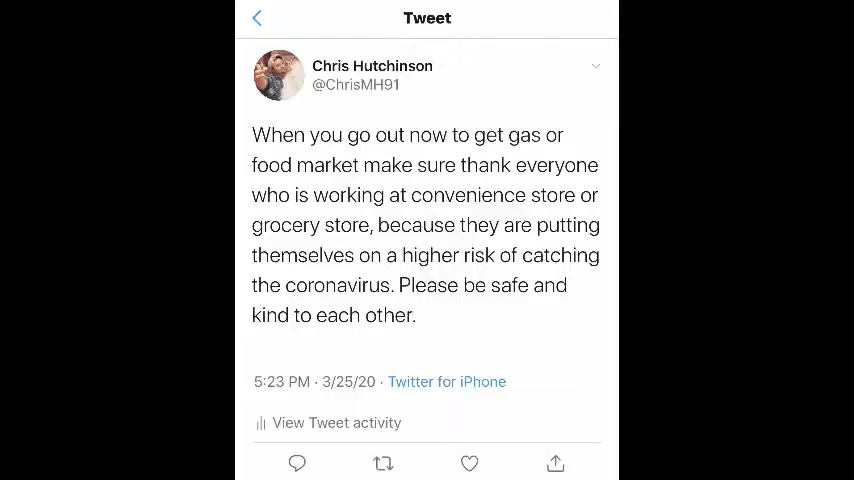 Tweet
Chris Hutchinson
@ChrisMH91
When you go out now to get gas or
food market make sure thank everyone
who is working at convenience store or
grocery store, because they are putting
themselves on a higher risk of catching
the coronavirus. Please be safe and
kind to each other.
5:23 PM · 3/25/20 · Twitter for iPhone
View Tweet activity